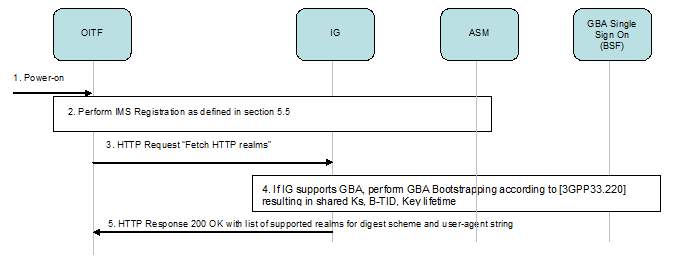 OITF
IG
ASM
GBA Single
Sign On
(BSF)
1. Power-on
2. Perform IMS Registration as defined in section 5.5
3. HTTP Request “Fetch HTTP realms”
4. If IG supports GBA, perform GBA Bootstrapping according to [3GPP33.220]
resulting in shared Ks, B-TID, Key lifetime
5. HTTP Response 200 OK with list of supported realms for digest scheme and user-agent string